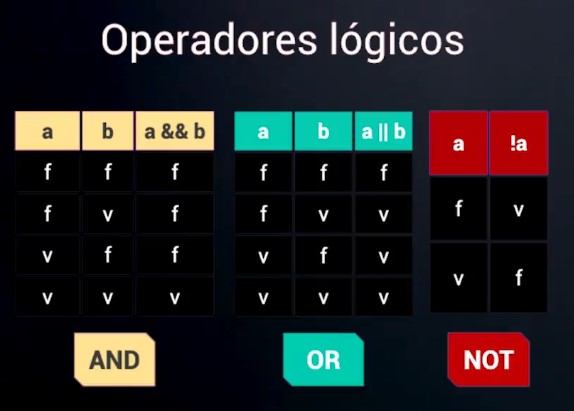 Operadores lógicos
a b a && b
f f f
f v f
v f f
v v v
AND
a b a || b
f f f
f v v
v f v
v v v
OR
a !a
f v
v f
NOT